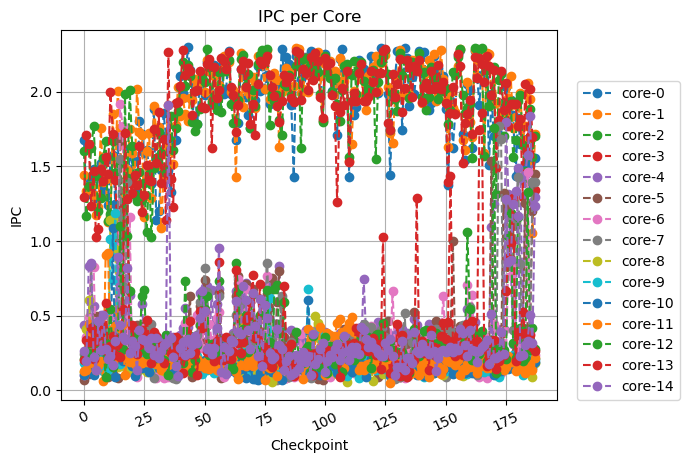 IPC per Core
IPC
2.0
1.5
1.0
0.5
0.0
0
25
50
75
100
125
150
175
Checkpoint
core-0
core-1
core-2
core-3
core-4
core-5
core-6
core-7
core-8
core-9
core-10
core-11
core-12
core-13
core-14